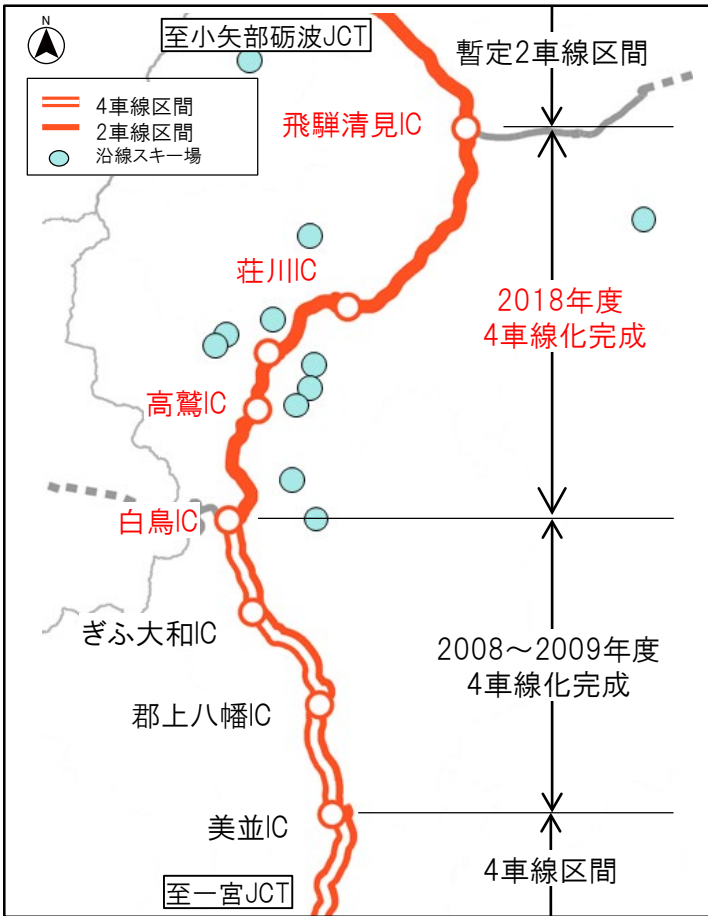 N
至小矢部砺波JCT
暫定2車線区間
4車線区間
2車線区間
沿線スキー場
飛騨清見IC
荘川IC
2018年度
4車線化完成
高鷲IC
白鳥IC
ぎふ大和IC
2008～2009年度
4車線化完成
郡上八幡IC
美並IC
4車線区間
至一宮JCT